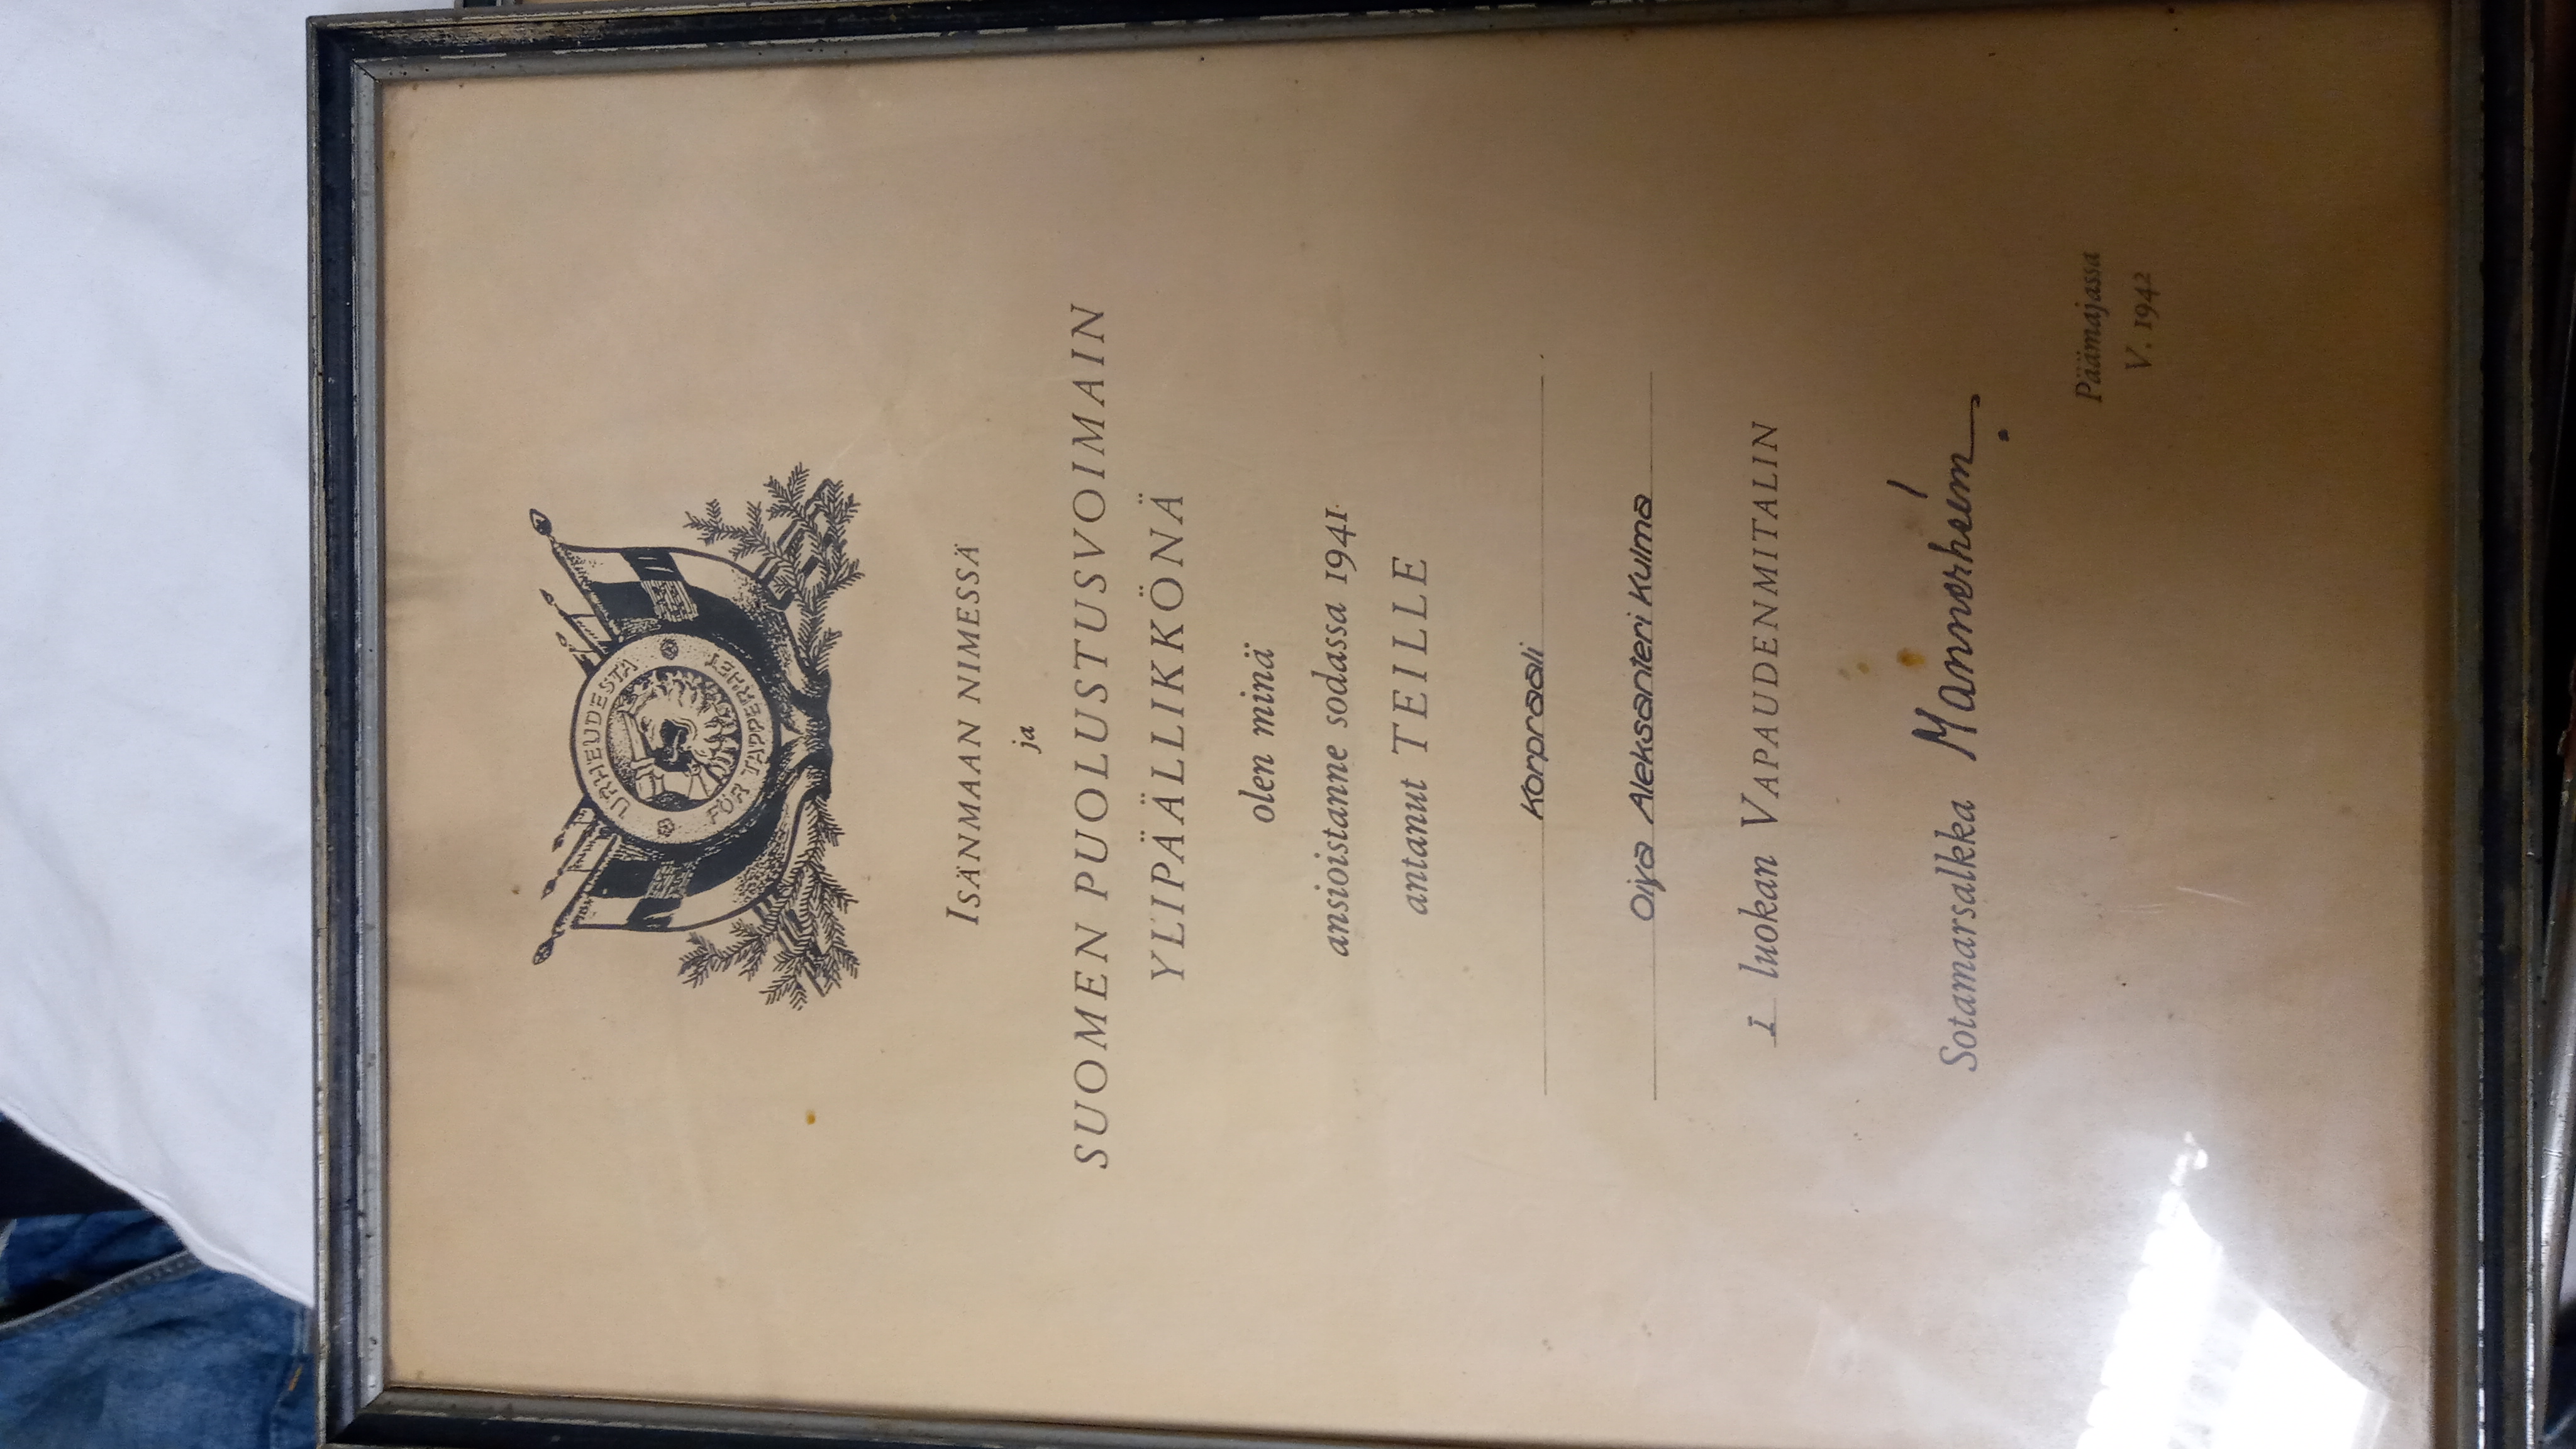 URHEUDESTA
FÖR TAPPERHET
ISÄNMAAN NIMESSÄ
ja
SUOMEN PUOLUSTUSVOIMAIN
YLIPÄÄLLIKKÖNÄ
olen minä
ansioistanne sodassa 1941
antanut TEILLE
Korpraali
Oiva Aleksanteri Kulma
I luokan VAPAUDENMITALIN
Sotamarsalkka Mannerheim
Päämajassa
V. 1942